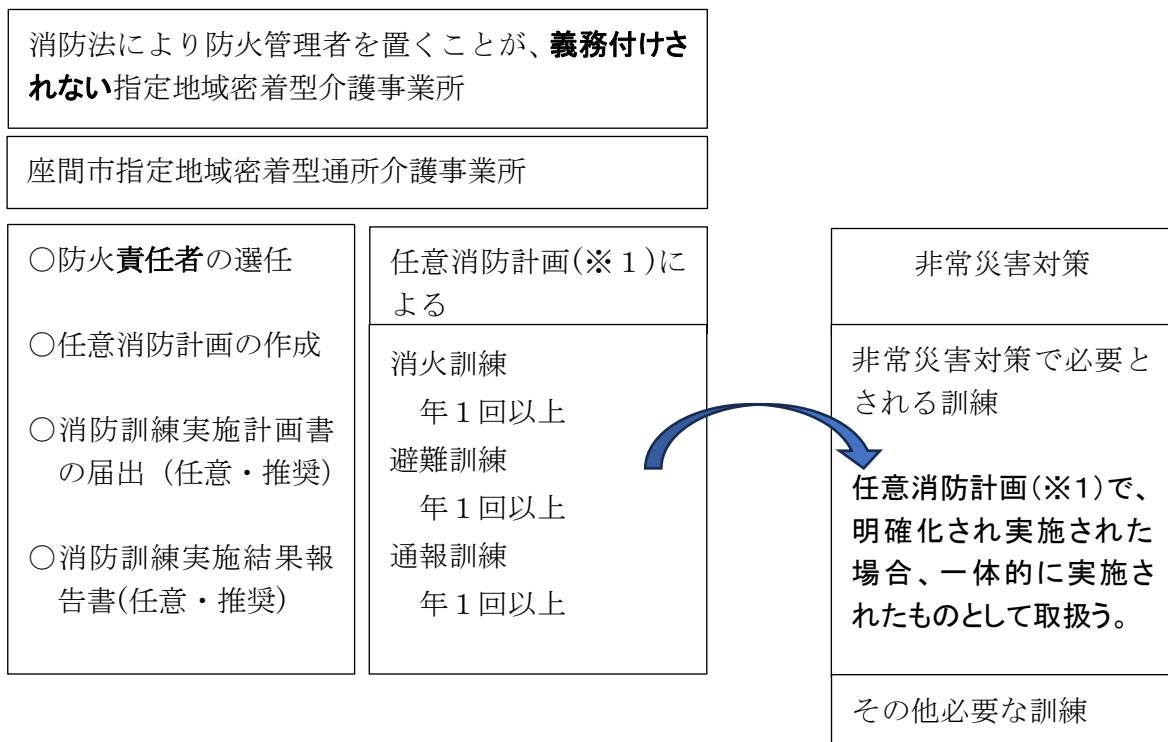 消防法により防火管理者を置くことが、義務付けさ
れない指定地域密着型介護事業所
座間市指定地域密着型通所介護事業所
○防火責任者の選任
○任意消防計画の作成
○消防訓練実施計画書
の届出（任意・推奨）
○消防訓練実施結果報
告書(任意・推奨)
任意消防計画(※１)に
よる
消火訓練
年１回以上
避難訓練
年１回以上
通報訓練
年１回以上
非常災害対策
非常災害対策で必要と
される訓練
任意消防計画（※１）で、
明確化され実施された
場合、一体的に実施さ
れたものとして取扱う。
その他必要な訓練